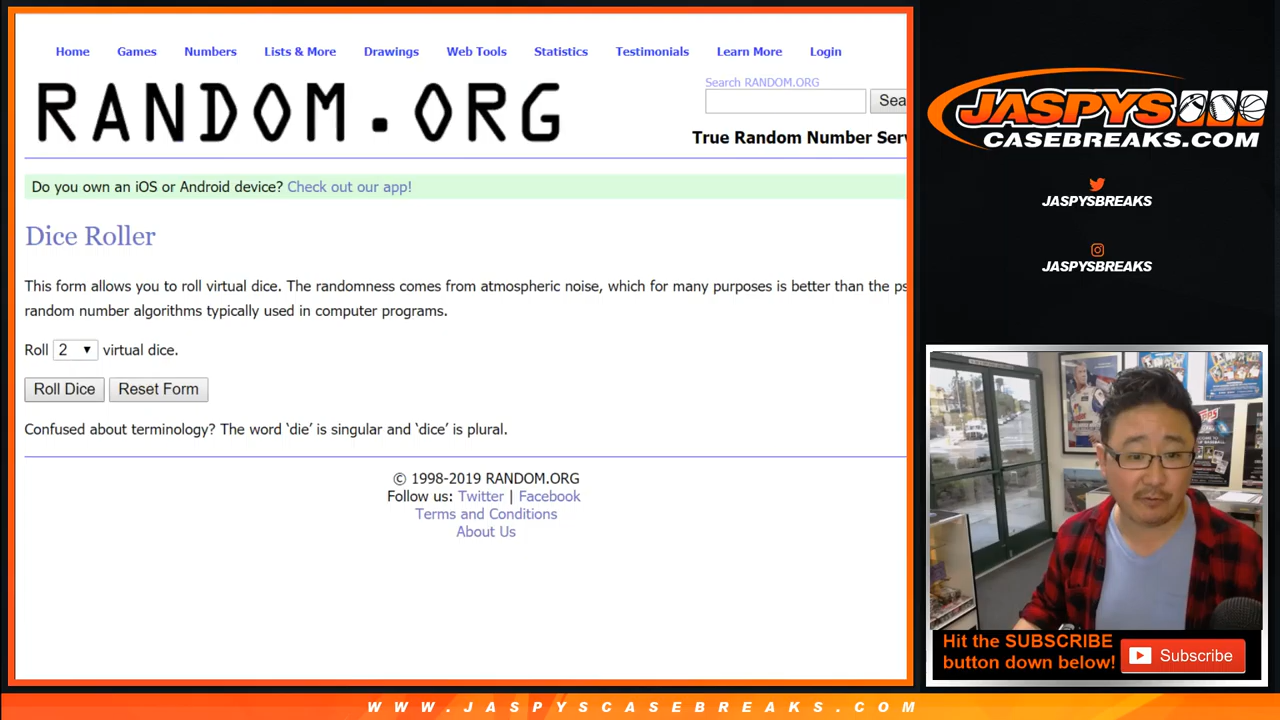 Home Games Numbers Lists & More Drawings Web Tools Statistics Testimonials Learn More Login
RANDOM.ORG
Search RANDOM.ORG
Sea
True Random Number Serv
Do you own an iOS or Android device? Check out our app!
Dice Roller
This form allows you to roll virtual dice. The randomness comes from atmospheric noise, which for many purposes is better than the ps
random number algorithms typically used in computer programs.
Roll 2 virtual dice.
Roll Dice Reset Form
Confused about terminology? The word ‘die’ is singular and ‘dice’ is plural.
© 1998-2019 RANDOM.ORG
Follow us: Twitter | Facebook
Terms and Conditions
About Us
JASPYS
CASEBREAKS.COM
JASPYSBREAKS
JASPYSBREAKS
Hit the SUBSCRIBE
button down below!
Subscribe
WWW.JASPYSCASEBREAKS.COM